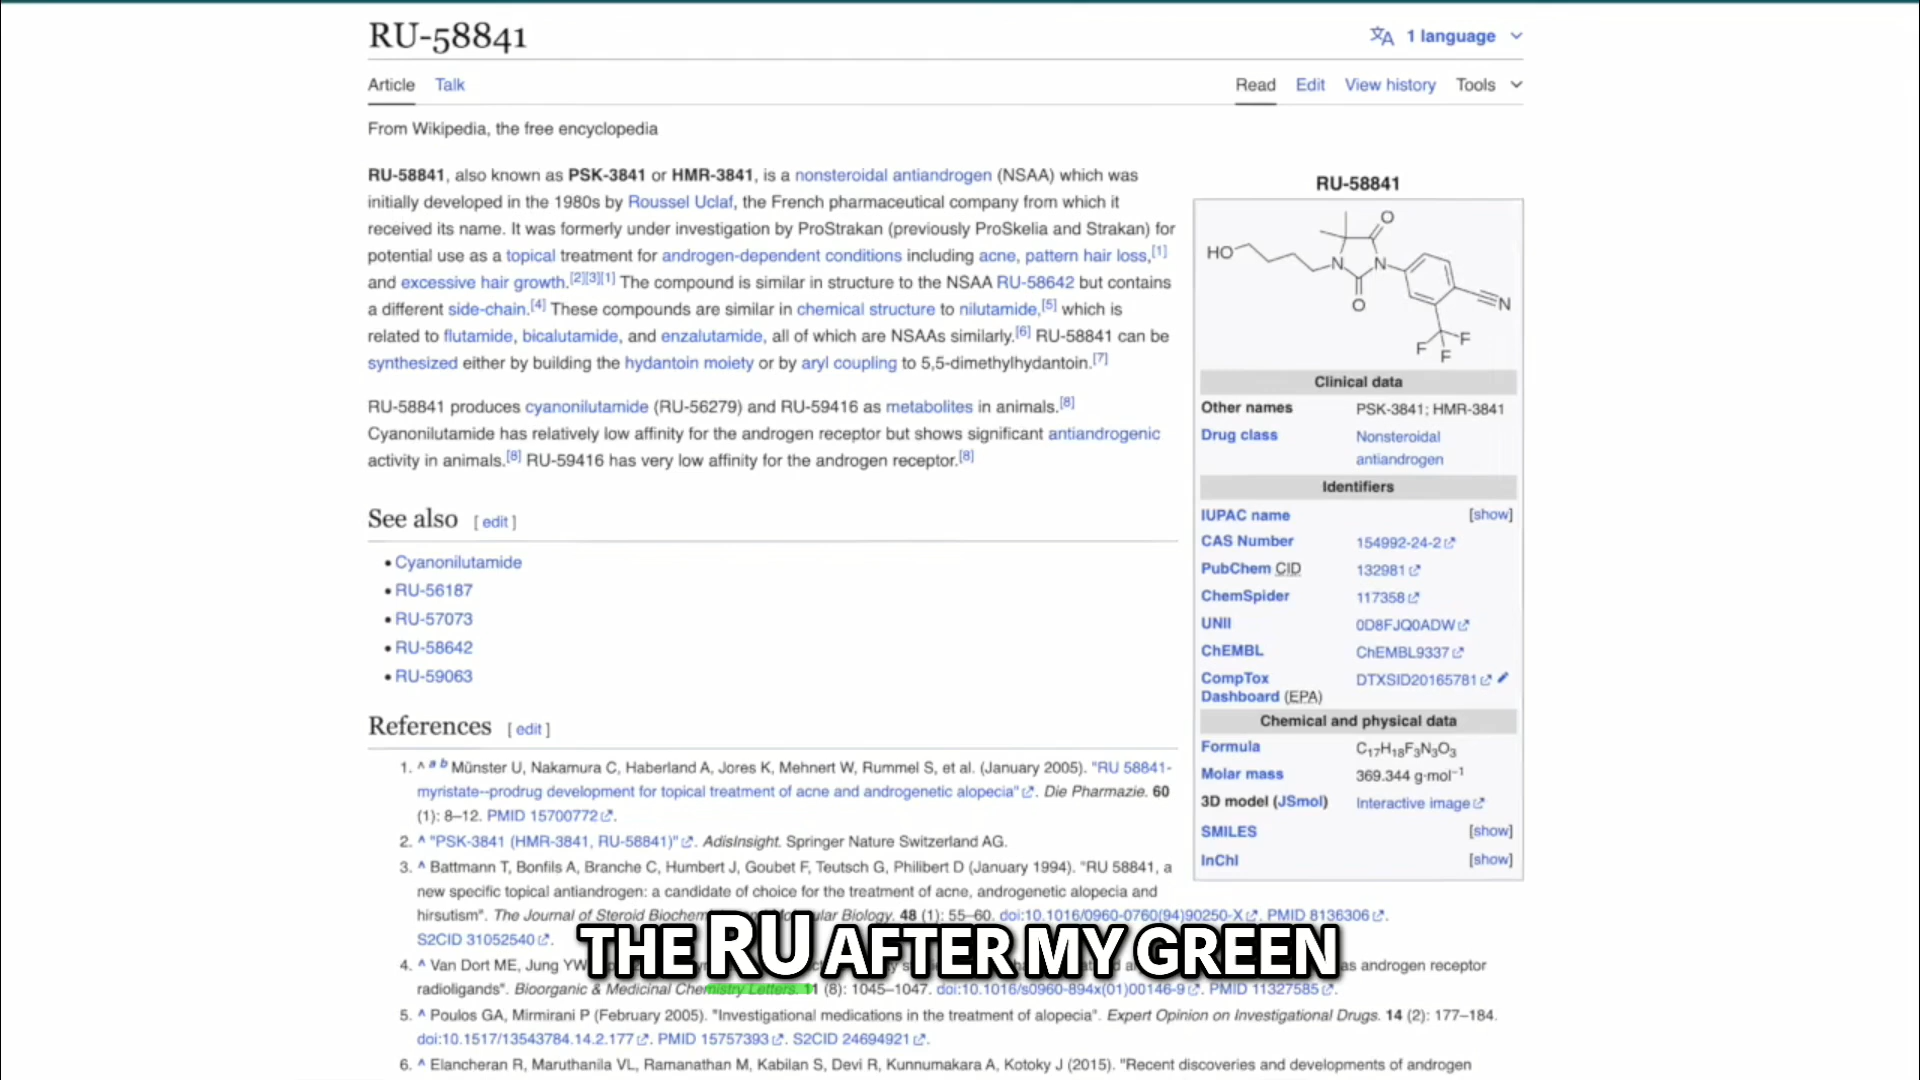 RU-58841
1 language
Article Talk
Read Edit View history Tools
From Wikipedia, the free encyclopedia
RU-58841, also known as PSK-3841 or HMR-3841, is a nonsteroidal antiandrogen (NSAA) which was
initially developed in the 1980s by Roussel Uclaf, the French pharmaceutical company from which it
received its name. It was formerly under investigation by ProStrakan (previously ProSkelia and Strakan) for
potential use as a topical treatment for androgen-dependent conditions including acne, pattern hair loss,[1]
and excessive hair growth.[2][3][1] The compound is similar in structure to the NSAA RU-58642 but contains
a different side-chain.[4] These compounds are similar in chemical structure to nilutamide,[5] which is
related to flutamide, bicalutamide, and enzalutamide, all of which are NSAAs similarly.[6] RU-58841 can be
synthesized either by building the hydantoin moiety or by aryl coupling to 5,5-dimethylhydantoin.[7]
RU-58841 produces cyanonilutamide (RU-56279) and RU-59416 as metabolites in animals.[8]
Cyanonilutamide has relatively low affinity for the androgen receptor but shows significant antiandrogenic
activity in animals.[8] RU-59416 has very low affinity for the androgen receptor.[8]
See also [ edit ]
• Cyanonilutamide
• RU-56187
• RU-57073
• RU-58642
• RU-59063
RU-58841
HO N N O O N F F F
Clinical data
Other names PSK-3841; HMR-3841
Drug class Nonsteroidal
antiandrogen
Identifiers
IUPAC name [show]
CAS Number 154992-24-2
PubChem CID 132981
ChemSpider 117358
UNII 0D8FJQ0ADW
ChEMBL ChEMBL9337
CompTox DTXSID20165781
Dashboard (EPA)
Chemical and physical data
Formula C17H18F3N3O3
Molar mass 369.344 g·mol−1
3D model (JSmol) Interactive image
SMILES [show]
InChI [show]
References [ edit ]
1. ^ a b Münster U, Nakamura C, Haberland A, Jores K, Mehnert W, Rummel S, et al. (January 2005). "RU 58841-
myristate--prodrug development for topical treatment of acne and androgenetic alopecia". Die Pharmazie. 60
(1): 8–12. PMID 15700772.
2. ^ "PSK-3841 (HMR-3841, RU-58841)". AdisInsight. Springer Nature Switzerland AG.
3. ^ Battmann T, Bonfils A, Branche C, Humbert J, Goubet F, Teutsch G, Philibert D (January 1994). "RU 58841, a
new specific topical antiandrogen: a candidate of choice for the treatment of acne, androgenetic alopecia and
hirsutism". The Journal of Steroid Biology. 48 (1): 55–60. doi:10.1016/0960-0760(94)90250-X. PMID 8136306.
S2CID 31052540.
4. ^ Van Dort ME, Jung YW as androgen receptor
radioligands". Bioorganic & Medicinal Chemistry Letters. 11 (8): 1045–1047. doi:10.1016/s0960-894x(01)00146-9. PMID 11327585.
THE RU AFTER MY GREEN
5. ^ Poulos GA, Mirmirani P (February 2005). "Investigational medications in the treatment of alopecia". Expert Opinion on Investigational Drugs. 14 (2): 177–184.
doi:10.1517/13543784.14.2.177. PMID 15757393. S2CID 24694921.
6. ^ Elancheran R, Maruthanila VL, Ramanathan M, Kabilan S, Devi R, Kunnumakara A, Kotoky J (2015). "Recent discoveries and developments of androgen